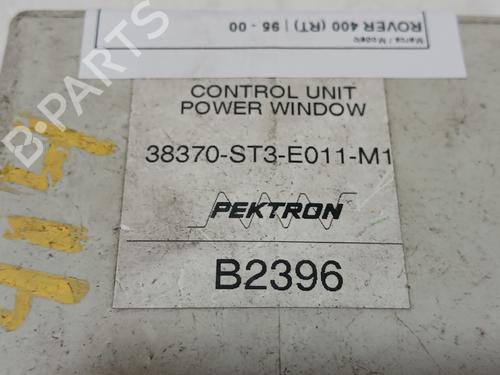 Marca / Modelo
ROVER 400 (RT) | 95 - 00
CONTROL UNIT
POWER WINDOW
38370-ST3-E011-M1
PEKTRON
B2396
B-PARTS